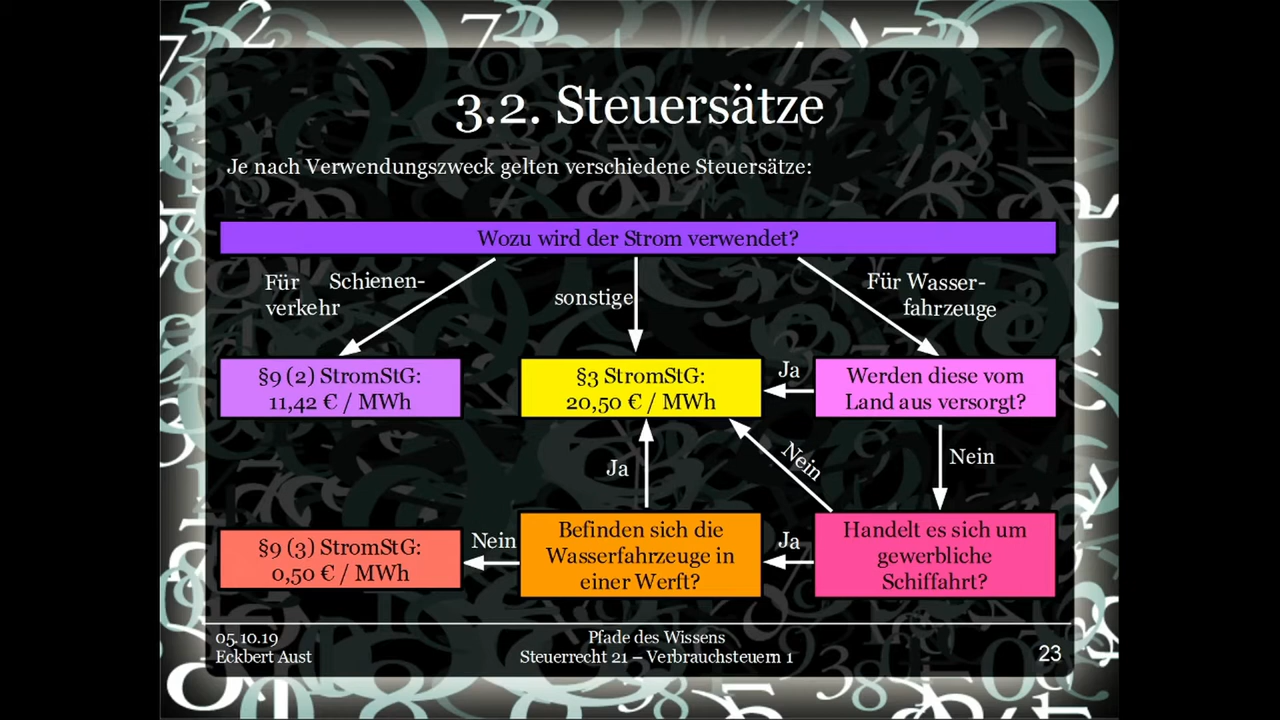 3.2. Steuersätze
Je nach Verwendungszweck gelten verschiedene Steuersätze:
Wozu wird der Strom verwendet?
Für Schienen-
verkehr
sonstige
Für Wasser-
fahrzeuge
§9 (2) StromStG:
11,42 € / MWh
§3 StromStG:
20,50 € / MWh
Ja
Werden diese vom
Land aus versorgt?
Ja
Nein
Nein
§9 (3) StromStG:
0,50 € / MWh
Nein
Befinden sich die
Wasserfahrzeuge in
einer Werft?
Ja
Handelt es sich um
gewerbliche
Schiffahrt?
05.10.19
Eckbert Aust
Pfade des Wissens
Steuerrecht 21 – Verbrauchsteuern 1
23